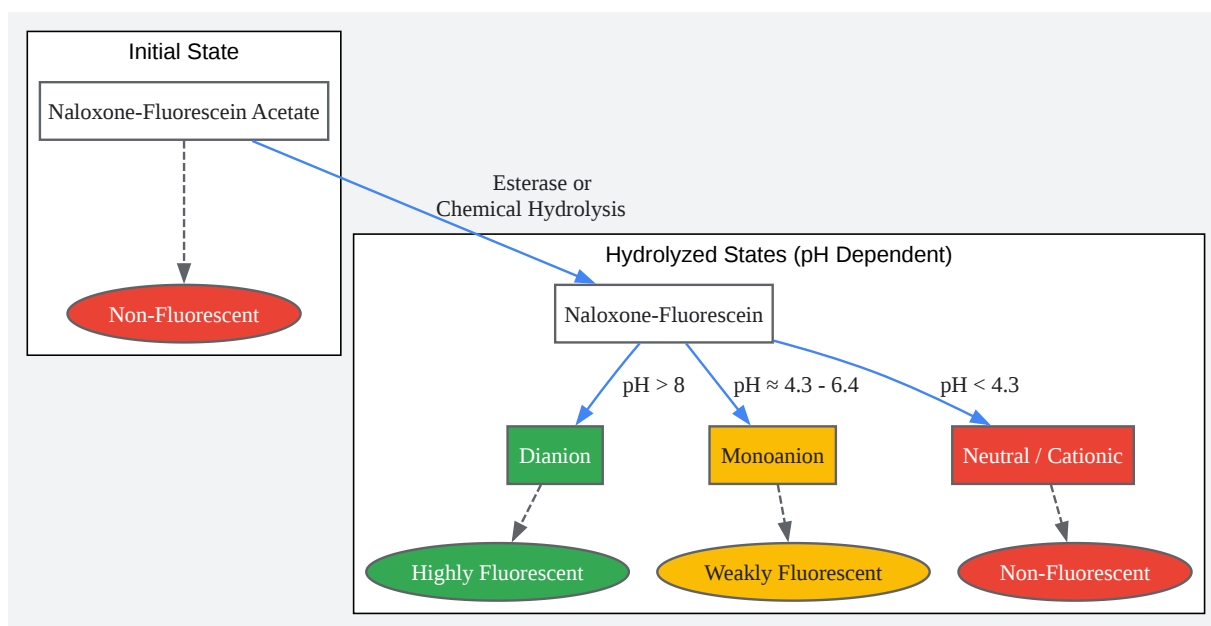 Initial State
Naloxone-Fluorescein Acetate
Esterase or
Chemical Hydrolysis
Non-Fluorescent
Hydrolyzed States (pH Dependent)
Naloxone-Fluorescein
pH > 8
pH ≈ 4.3 - 6.4
pH < 4.3
Dianion
Monoanion
Neutral / Cationic
Highly Fluorescent
Weakly Fluorescent
Non-Fluorescent